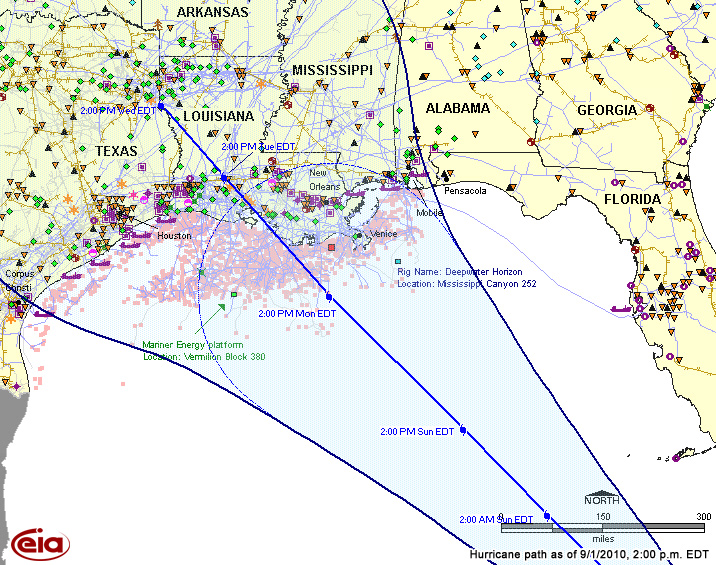 ARKANSAS
MISSISSIPPI
2:00 PM Wed EDT
LOUISIANA
ALABAMA
GEORGIA
TEXAS
2:00 PM Tue EDT
New
Orleans
Pensacola
FLORIDA
Mobile
Houston
Venice
Corpus
Christi
Rig Name: Deepwater Horizon
Location: Mississippi Canyon 252
2:00 PM Mon EDT
Mariner Energy platform
Location: Vermilion Block 380
2:00 PM Sun EDT
NORTH
2:00 AM Sun EDT
0 150 300
miles
eia
Hurricane path as of 9/1/2010, 2:00 p.m. EDT